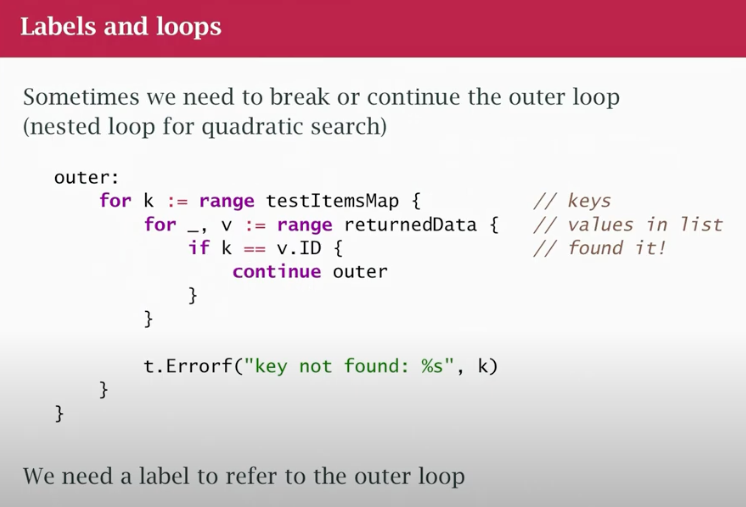 Labels and loops
Sometimes we need to break or continue the outer loop
(nested loop for quadratic search)
outer:
    for k := range testItemsMap {             // keys
        for _, v := range returnedData {      // values in list
            if k == v.ID {                    // found it!
                continue outer
            }
        }

        t.Errorf("key not found: %s", k)
    }
}
We need a label to refer to the outer loop